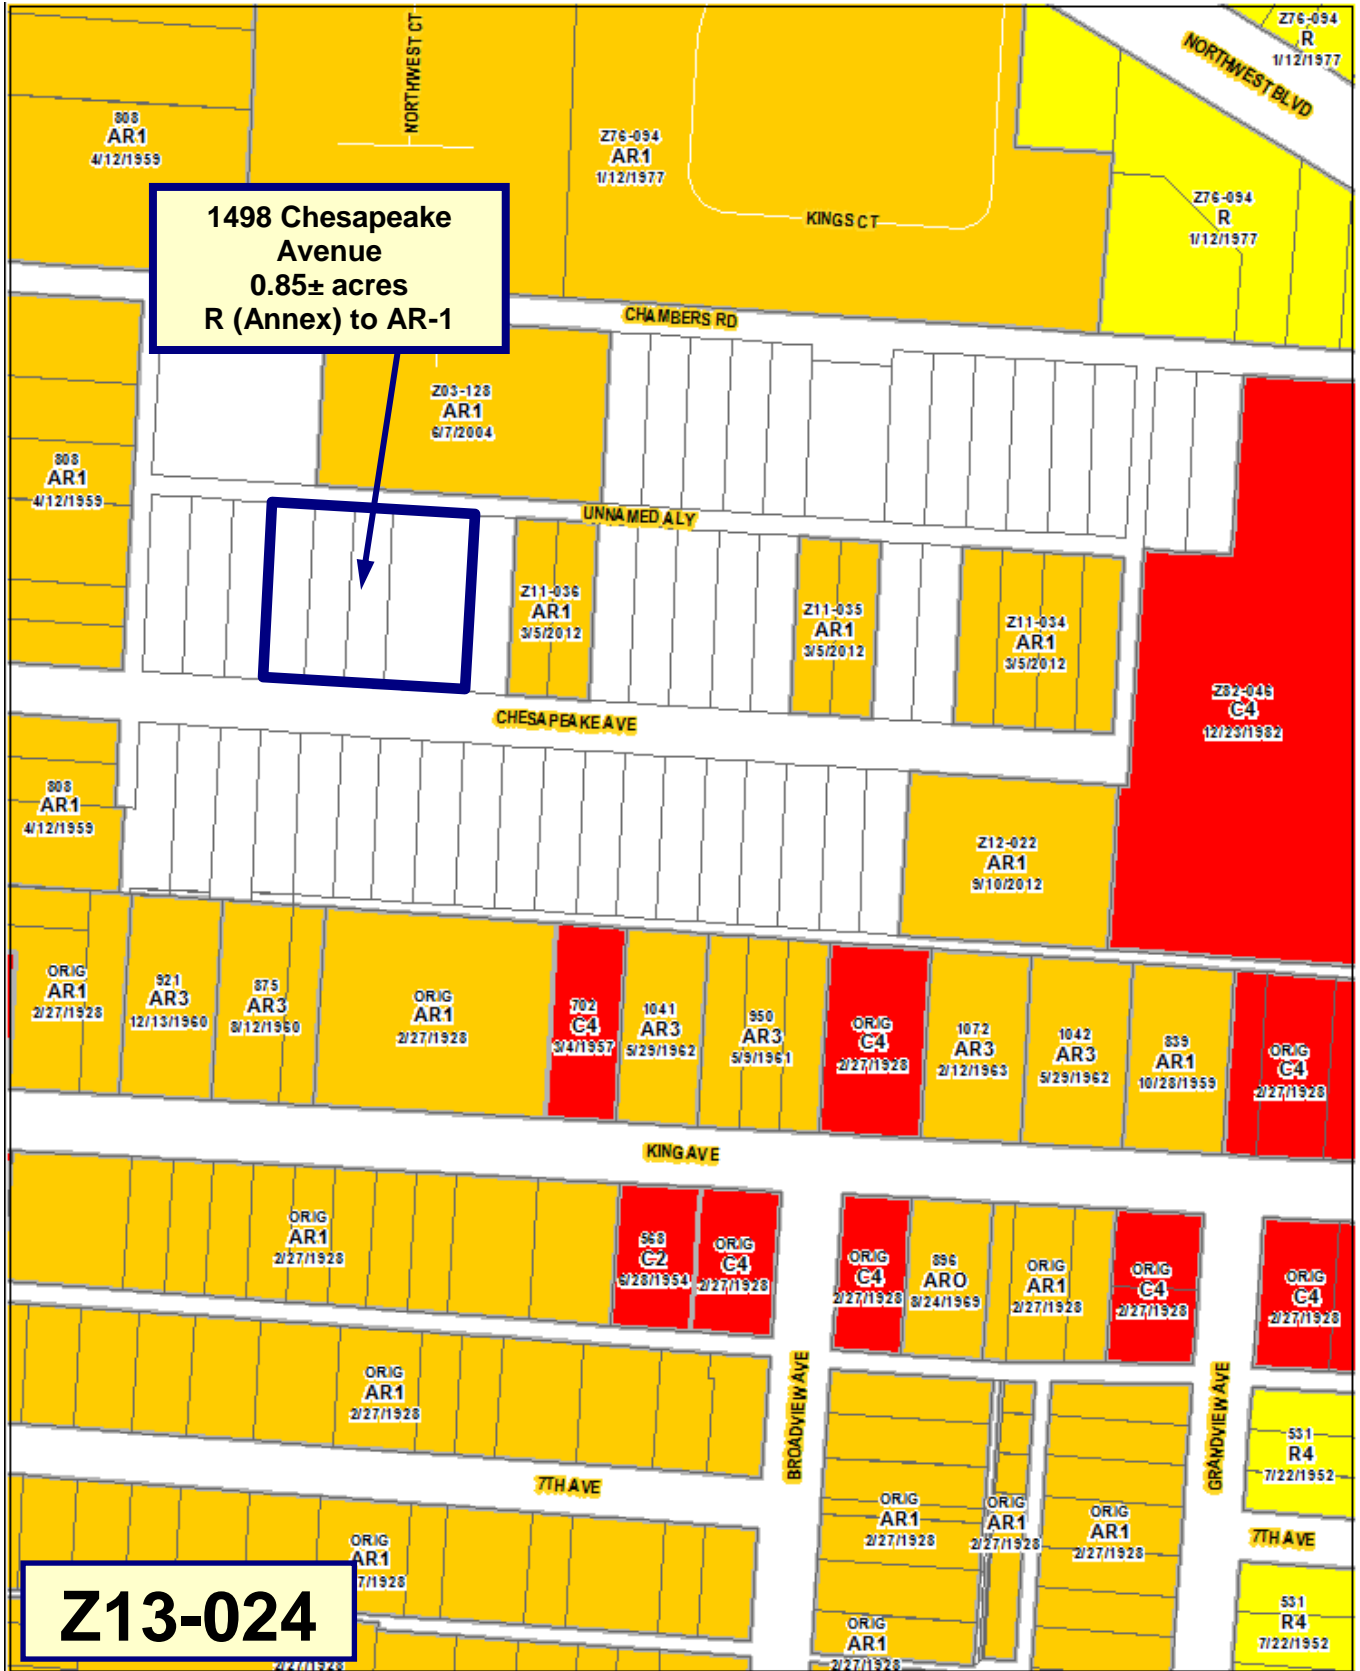 Z76-094
R
1/12/1977
NORTHWEST BLVD
NORTHWEST CT
808
AR1
4/12/1959
Z76-094
AR1
1/12/1977
KINGS CT
Z76-094
R
1/12/1977
1498 Chesapeake
Avenue
0.85± acres
R (Annex) to AR-1
CHAMBERS RD
Z03-128
AR1
6/7/2004
808
AR1
4/12/1959
UNNAMED ALY
Z11-036
AR1
3/5/2012
Z11-035
AR1
3/5/2012
Z11-034
AR1
3/5/2012
Z82-046
C4
12/23/1982
CHESAPEAKE AVE
808
AR1
4/12/1959
Z12-022
AR1
9/10/2012
ORIG
AR1
2/27/1928
921
AR3
12/13/1960
875
AR3
8/12/1960
ORIG
AR1
2/27/1928
702
C4
3/4/1957
1041
AR3
5/29/1962
950
AR3
5/9/1961
ORIG
C4
2/27/1928
1072
AR3
2/12/1963
1042
AR3
5/29/1962
839
AR1
10/28/1959
ORIG
C4
2/27/1928
KING AVE
ORIG
AR1
2/27/1928
568
C2
6/28/1954
ORIG
C4
2/27/1928
ORIG
C4
2/27/1928
896
ARO
8/24/1969
ORIG
AR1
2/27/1928
ORIG
C4
2/27/1928
ORIG
C4
2/27/1928
ORIG
AR1
2/27/1928
BROADVIEW AVE
GRANDVIEW AVE
531
R4
7/22/1952
7TH AVE
ORIG
AR1
2/27/1928
ORIG
AR1
2/27/1928
ORIG
AR1
2/27/1928
7TH AVE
ORIG
AR1
7/1928
Z13-024
531
R4
7/22/1952
ORIG
AR1
2/27/1928
2/27/1928